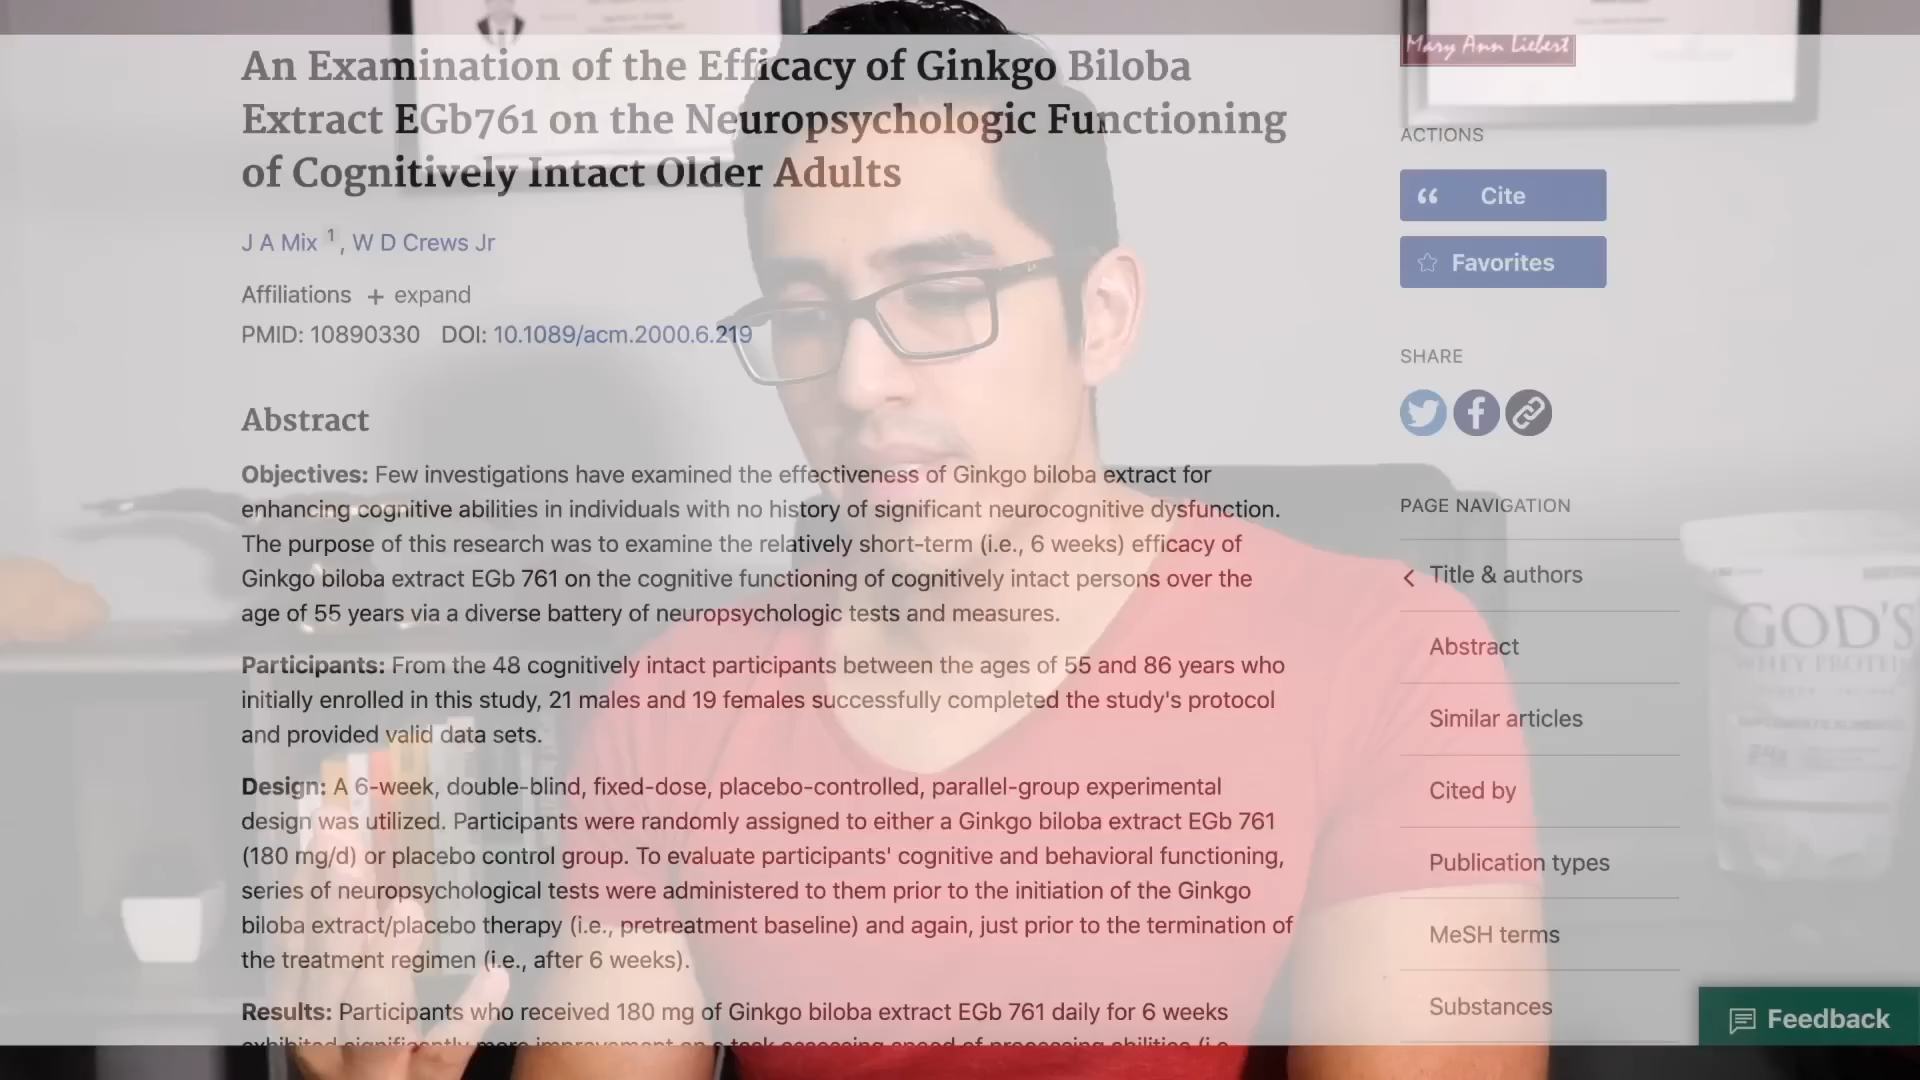 An Examination of the Efficacy of Ginkgo Biloba
Extract EGb761 on the Neuropsychologic Functioning
of Cognitively Intact Older Adults
J A Mix 1, W D Crews Jr
Affiliations + expand
PMID: 10890330 DOI: 10.1089/acm.2000.6.219
Abstract
Objectives: Few investigations have examined the effectiveness of Ginkgo biloba extract for
enhancing cognitive abilities in individuals with no history of significant neurocognitive dysfunction.
The purpose of this research was to examine the relatively short-term (i.e., 6 weeks) efficacy of
Ginkgo biloba extract EGb 761 on the cognitive functioning of cognitively intact persons over the
age of 55 years via a diverse battery of neuropsychologic tests and measures.
Participants: From the 48 cognitively intact participants between the ages of 55 and 86 years who
initially enrolled in this study, 21 males and 19 females successfully completed the study's protocol
and provided valid data sets.
Design: A 6-week, double-blind, fixed-dose, placebo-controlled, parallel-group experimental
design was utilized. Participants were randomly assigned to either a Ginkgo biloba extract EGb 761
(180 mg/d) or placebo control group. To evaluate participants' cognitive and behavioral functioning,
series of neuropsychological tests were administered to them prior to the initiation of the Ginkgo
biloba extract/placebo therapy (i.e., pretreatment baseline) and again, just prior to the termination of
the treatment regimen (i.e., after 6 weeks).
Results: Participants who received 180 mg of Ginkgo biloba extract EGb 761 daily for 6 weeks
exhibited significantly more improvement on a task assessing speed of processing abilities (i.e.,
Mary Ann Liebert
ACTIONS
Cite
Favorites
SHARE
PAGE NAVIGATION
Title & authors
Abstract
Similar articles
Cited by
Publication types
MeSH terms
Substances
Feedback
GOD'S
WHEY PROTEIN